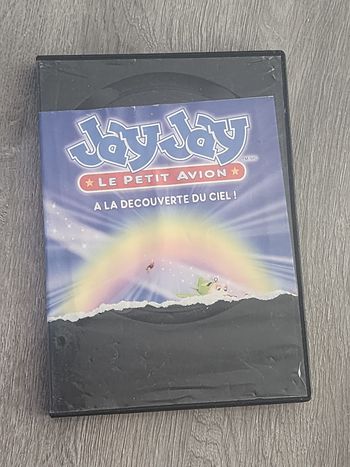 Jay Jay
LE PETIT AVION
A LA DECOUVERTE DU CIEL !